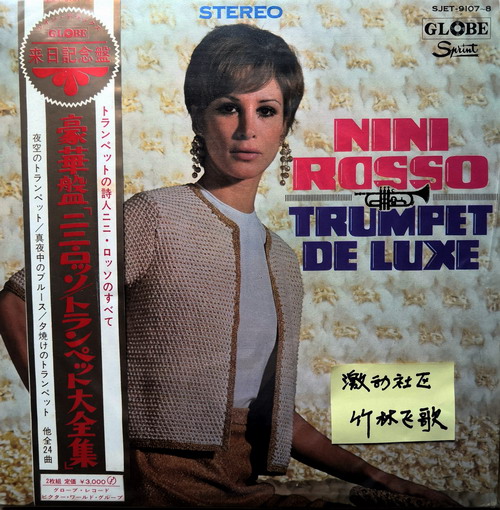 STEREO
SJET-9107~8
GLOBE
Sprint
NINI
ROSSO
TRUMPET
DE LUXE
GLOBE
来日記念盤
トランペットの詩人ニニ・ロッソのすべて
豪華盤「ニニ・ロッソ/トランペット大全集」
夜空のトランペット/真夜中のブルース/夕焼けのトランペット
他全24曲
2枚組 定価 ¥3,000
グローブ・レコード
ビクター・ワールド・グループ
激动社区
竹林飞歌